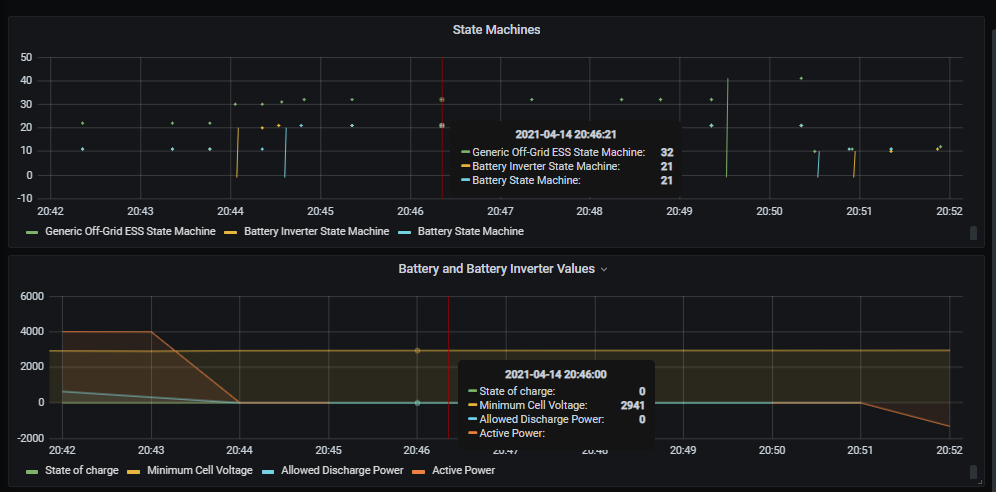 State Machines
50
40
30
20
10
0
-10
2021-04-14 20:46:21
Generic Off-Grid ESS State Machine: 32
Battery Inverter State Machine: 21
Battery State Machine: 21
20:42 20:43 20:44 20:45 20:46 20:47 20:48 20:49 20:50 20:51 20:52
Generic Off-Grid ESS State Machine Battery Inverter State Machine Battery State Machine
Battery and Battery Inverter Values
6000
4000
2000
0
-2000
2021-04-14 20:46:00
State of charge: 0
Minimum Cell Voltage: 2941
Allowed Discharge Power: 0
Active Power:
20:42 20:43 20:44 20:45 20:46 20:47 20:48 20:49 20:50 20:51 20:52
State of charge Minimum Cell Voltage Allowed Discharge Power Active Power